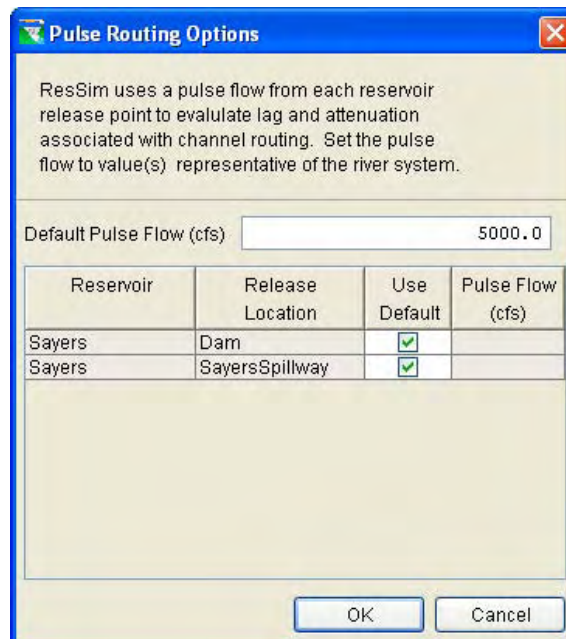 Pulse Routing Options
ResSim uses a pulse flow from each reservoir
release point to evalulate lag and attenuation
associated with channel routing. Set the pulse
flow to value(s) representative of the river system.
Default Pulse Flow (cfs) 5000.0
Reservoir Release Location Use Default Pulse Flow (cfs)
Sayers Dam
Sayers SayersSpillway
OK Cancel